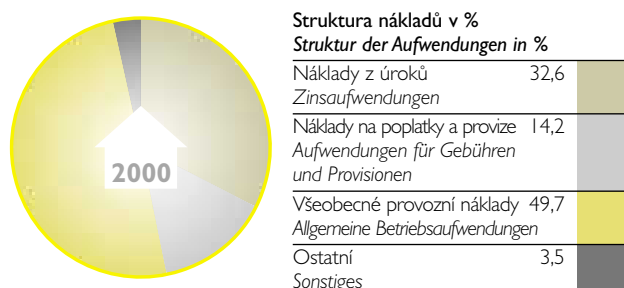 2000
Struktura nákladů v %
Struktur der Aufwendungen in %
Náklady z úroků 32,6
Zinsaufwendungen
Náklady na poplatky a provize 14,2
Aufwendungen für Gebühren
und Provisionen
Všeobecné provozní náklady 49,7
Allgemeine Betriebsaufwendungen
Ostatní 3,5
Sonstiges